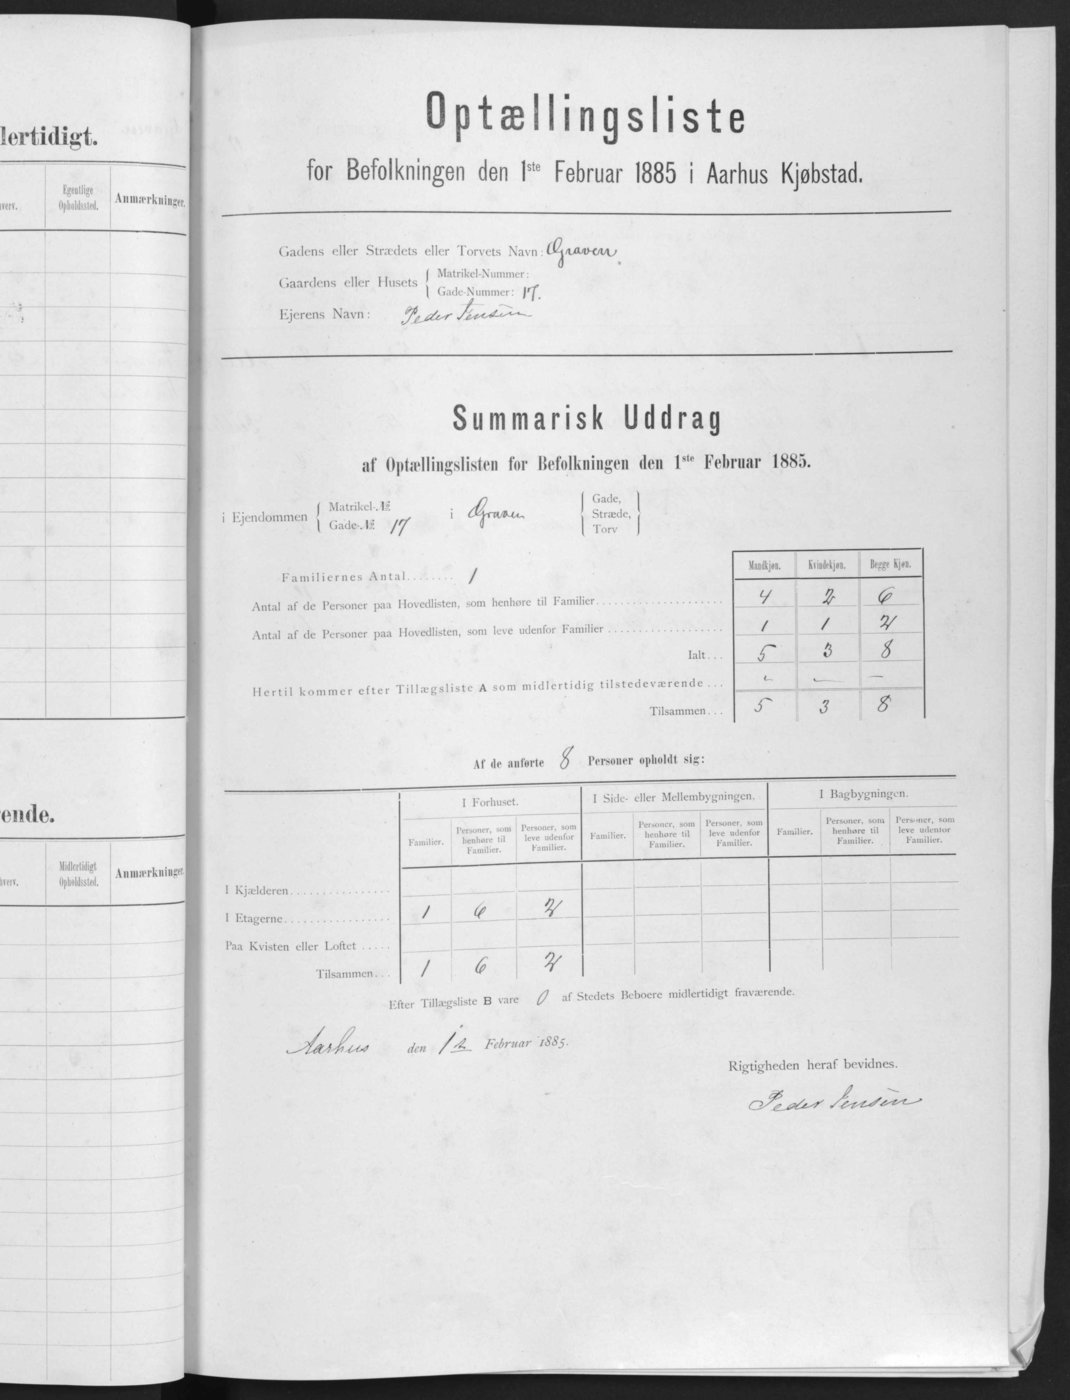 lertidigt.
verv.
Egentlige Opholdssted.
Anmærkninger.
ende.
hverv.
Midlertidigt Opholdssted.
Anmærkninger.
Optællingsliste
for Befolkningen den 1ste Februar 1885 i Aarhus Kjøbstad.
Gadens eller Strædets eller Torvets Navn: Graven
Gaardens eller Husets { Matrikel-Nummer:
Gade-Nummer: 17.
Ejerens Navn: Peder Jensen
Summarisk Uddrag
af Optællingslisten for Befolkningen den 1ste Februar 1885.
i Ejendommen { Matrikel-№
Gade-№ 17 i Graven { Gade, Stræde, Torv }
Mandkjøn. Kvindekjøn. Begge Kjøn.
Familiernes Antal........ 1
Antal af de Personer paa Hovedlisten, som henhøre til Familier 4 2 6
Antal af de Personer paa Hovedlisten, som leve udenfor Familier 1 1 2
Ialt... 5 3 8
Hertil kommer efter Tillægsliste A som midlertidig tilstedeværende... " — —
Tilsammen... 5 3 8
Af de anførte 8 Personer opholdt sig:
I Forhuset. I Side- eller Mellembygningen. I Bagbygningen.
Familier. Personer, som henhøre til Familier. Personer, som leve udenfor Familier. Familier. Personer, som henhøre til Familier. Personer, som leve udenfor Familier. Familier. Personer, som henhøre til Familier. Personer, som leve udenfor Familier.
I Kjælderen
I Etagerne 1 6 2
Paa Kvisten eller Loftet
Tilsammen... 1 6 2
Efter Tillægsliste B vare 0 af Stedets Beboere midlertidigt fraværende.
Aarhus den Februar 1885.
Rigtigheden heraf bevidnes.
Peder Jensen